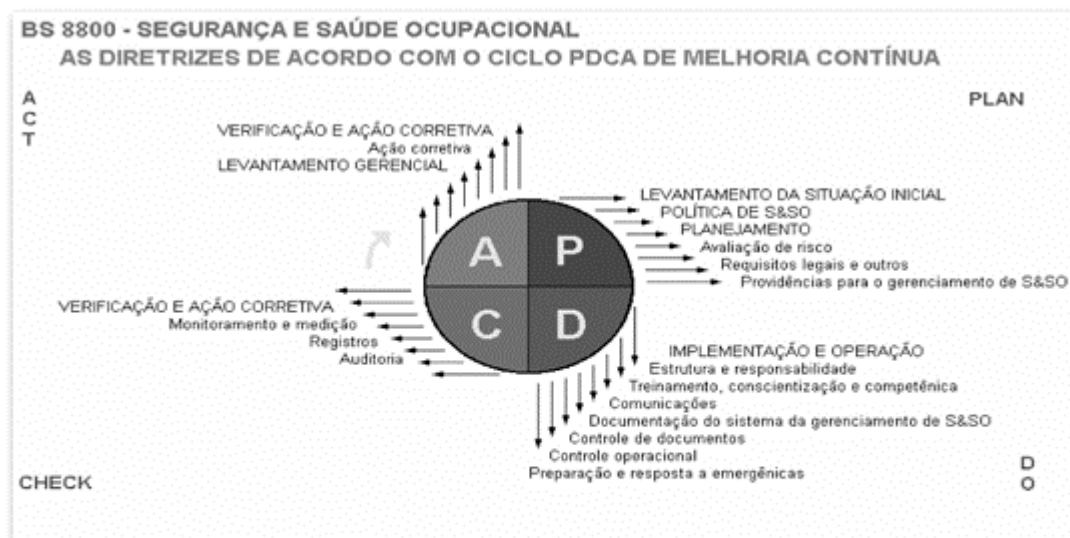 BS 8800 - SEGURANÇA E SAÚDE OCUPACIONAL
AS DIRETRIZES DE ACORDO COM O CICLO PDCA DE MELHORIA CONTÍNUA
A
C
T
PLAN
VERIFICAÇÃO E AÇÃO CORRETIVA
Ação corretiva
LEVANTAMENTO GERENCIAL
LEVANTAMENTO DA SITUAÇÃO INICIAL
POLÍTICA DE S&SO
PLANEJAMENTO
Avaliação de risco
Requisitos legais e outros
Providências para o gerenciamento de S&SO
A P
C D
VERIFICAÇÃO E AÇÃO CORRETIVA
Monitoramento e medição
Registros
Auditoria
IMPLEMENTAÇÃO E OPERAÇÃO
Estrutura e responsabilidade
Treinamento, conscientização e competênica
Comunicações
Documentação do sistema da gerenciamento de S&SO
Controle de documentos
Controle operacional
Preparação e resposta a emergênicas
CHECK
D
O